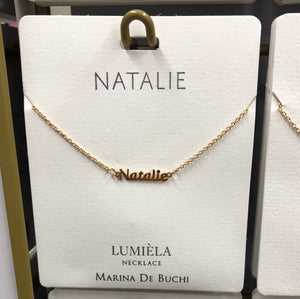 NATALIE
Natalie
LUMIÈLA
NECKLACE
MARINA DE BUCHI